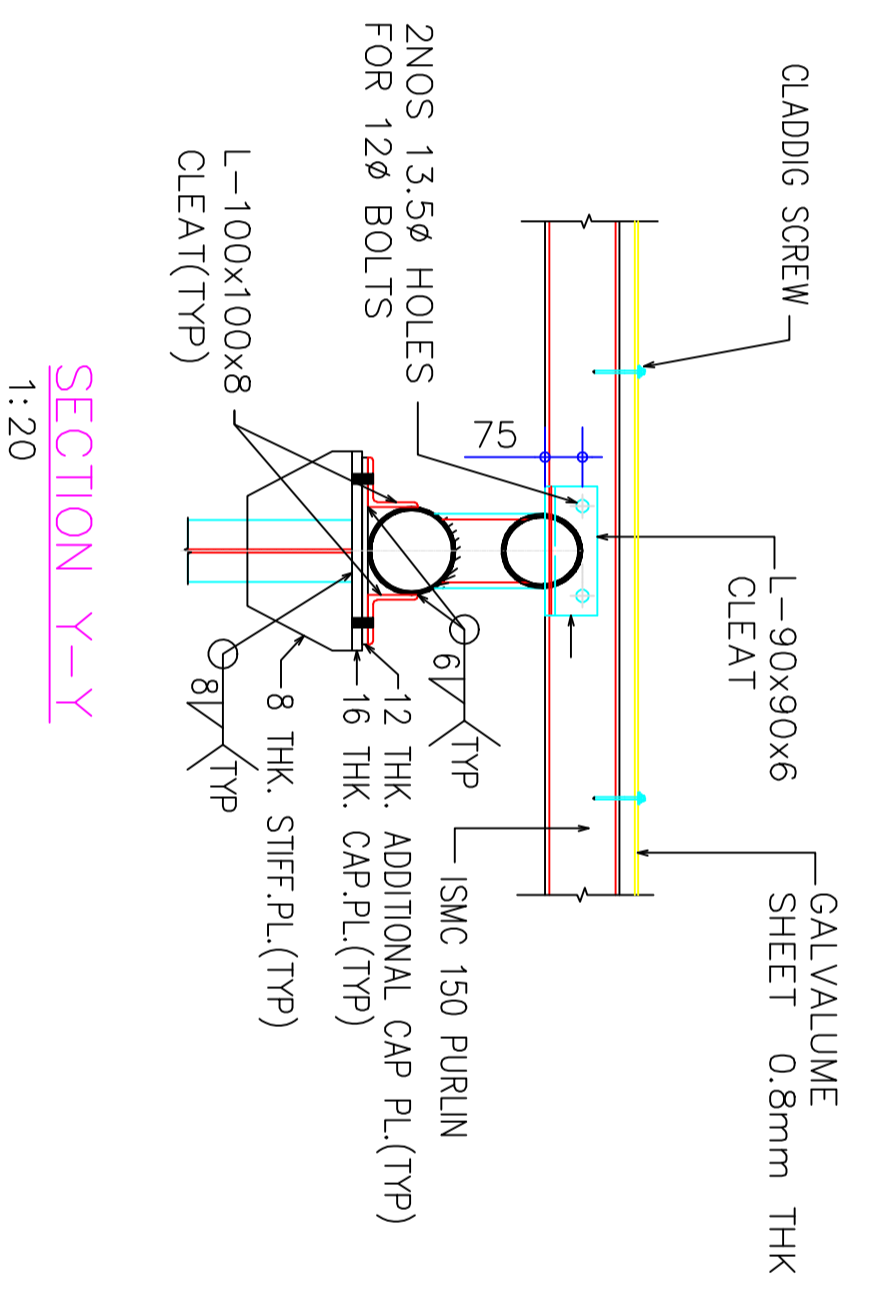 CLADDIG SCREW
GALVALUME
SHEET 0.8mm THK
L-90x90x6
CLEAT
2NOS 13.5ø HOLES
FOR 12ø BOLTS
75
ISMC 150 PURLIN
6
TYP
L-100x100x8
CLEAT(TYP)
12 THK. ADDITIONAL CAP PL.(TYP)
16 THK. CAP.PL.(TYP)
8 THK. STIFF.PL.(TYP)
8
TYP
SECTION Y-Y
1:20